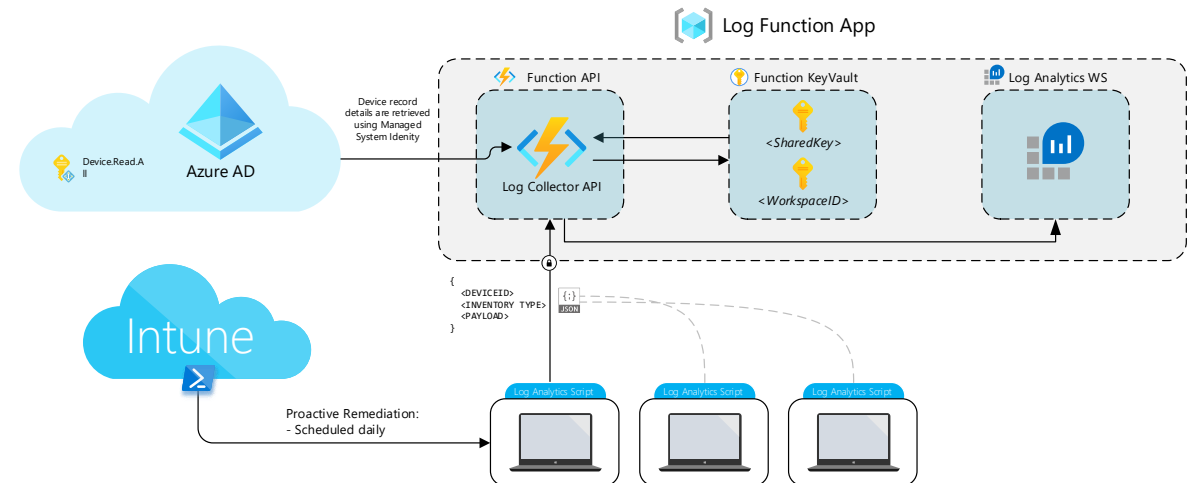 Log Function App
Function API
Function KeyVault
Log Analytics WS
Device record
details are retrieved
using Managed
System Idenity
Device.Read.A
ll
Azure AD
Log Collector API
<SharedKey>
<WorkspaceID>
{
<DEVICEID>
<INVENTORY TYPE>
<PAYLOAD>
}
{;}
JSON
Intune
Log Analytics Script
Log Analytics Script
Log Analytics Script
Proactive Remediation:
- Scheduled daily